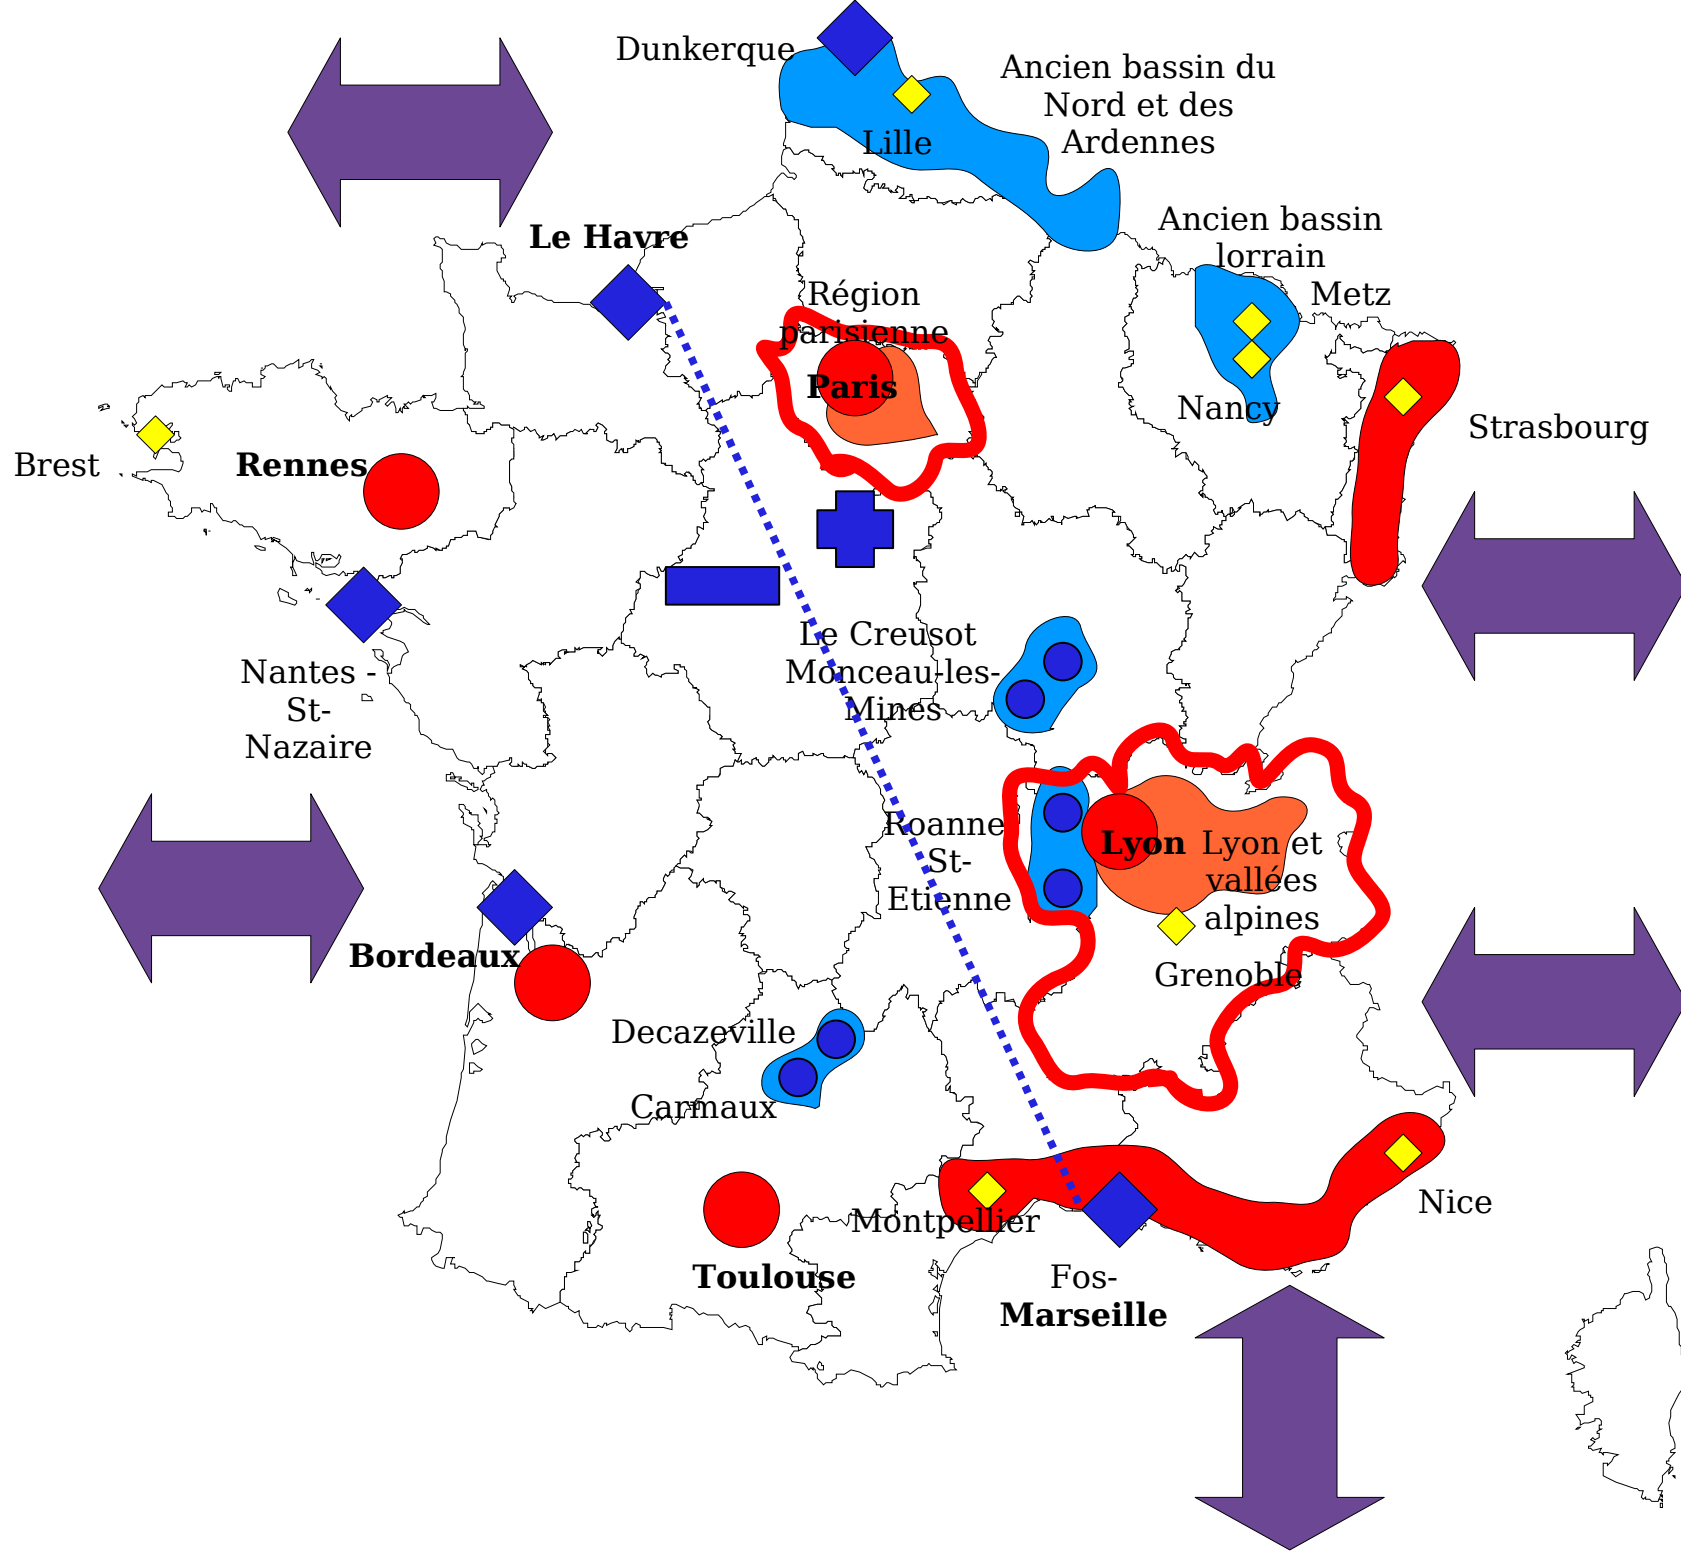 Dunkerque
Ancien bassin du
Nord et des
Ardennes
Lille
Ancien bassin
lorrain
Le Havre
Metz
Région
parisienne
Paris
Nancy
Strasbourg
Brest
Rennes
Le Creusot
Monceau-les-
Mines
Nantes -
St-
Nazaire
Roanne
St-
Etienne
Lyon
Lyon et
vallées
alpines
Grenoble
Bordeaux
Decazeville
Carmaux
Montpellier
Nice
Toulouse
Fos-
Marseille